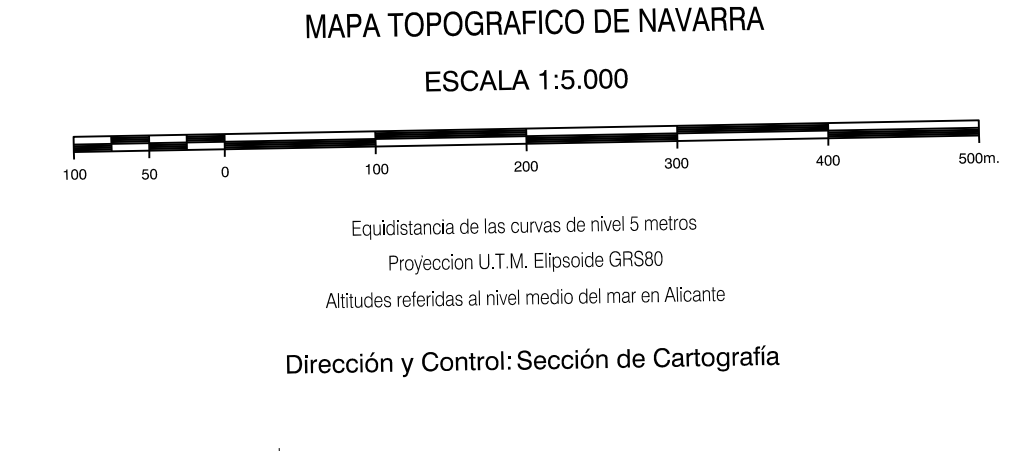 MAPA TOPOGRAFICO DE NAVARRA
ESCALA 1:5.000
100 50 0 100 200 300 400 500m.
Equidistancia de las curvas de nivel 5 metros
Proyeccion U.T.M. Elipsoide GRS80
Altitudes referidas al nivel medio del mar en Alicante
Dirección y Control: Sección de Cartografía